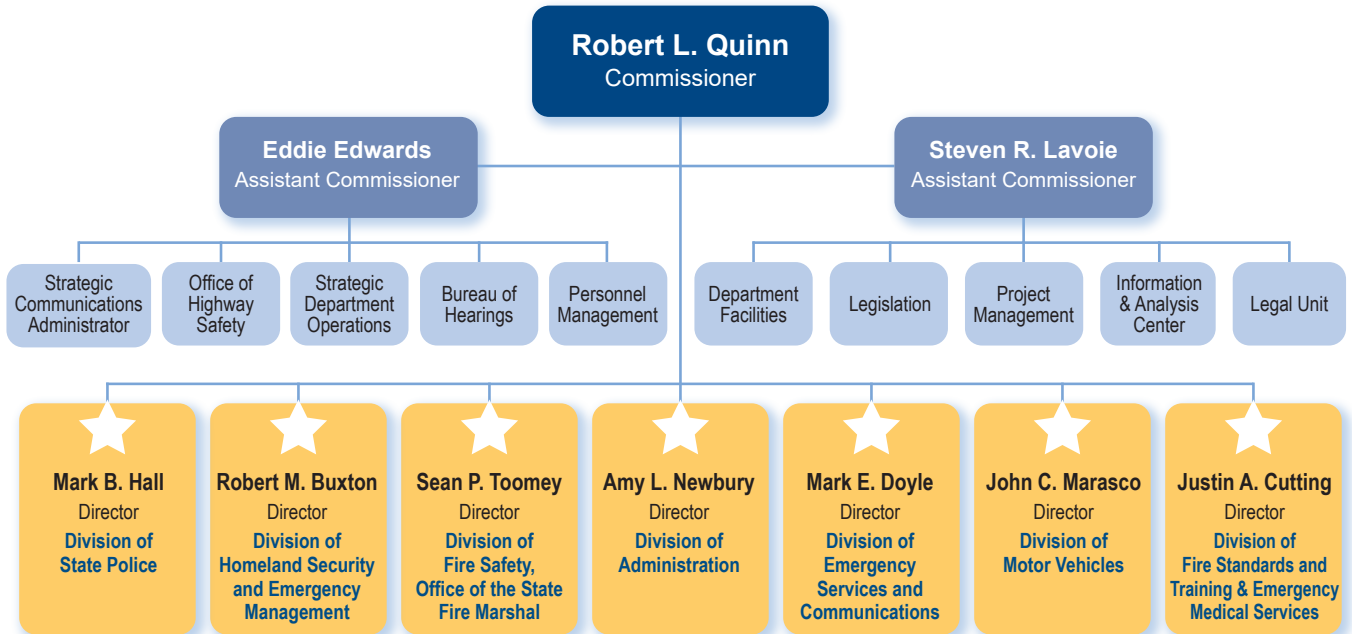 Robert L. Quinn
Commissioner
Eddie Edwards
Assistant Commissioner
Steven R. Lavoie
Assistant Commissioner
Strategic
Communications
Administrator
Office of
Highway
Safety
Strategic
Department
Operations
Bureau of
Hearings
Personnel
Management
Department
Facilities
Legislation
Project
Management
Information
& Analysis
Center
Legal Unit
Mark B. Hall
Director
Division of
State Police
Robert M. Buxton
Director
Division of
Homeland Security
and Emergency
Management
Sean P. Toomey
Director
Division of
Fire Safety,
Office of the State
Fire Marshal
Amy L. Newbury
Director
Division of
Administration
Mark E. Doyle
Director
Division of
Emergency
Services and
Communications
John C. Marasco
Director
Division of
Motor Vehicles
Justin A. Cutting
Director
Division of
Fire Standards and
Training & Emergency
Medical Services